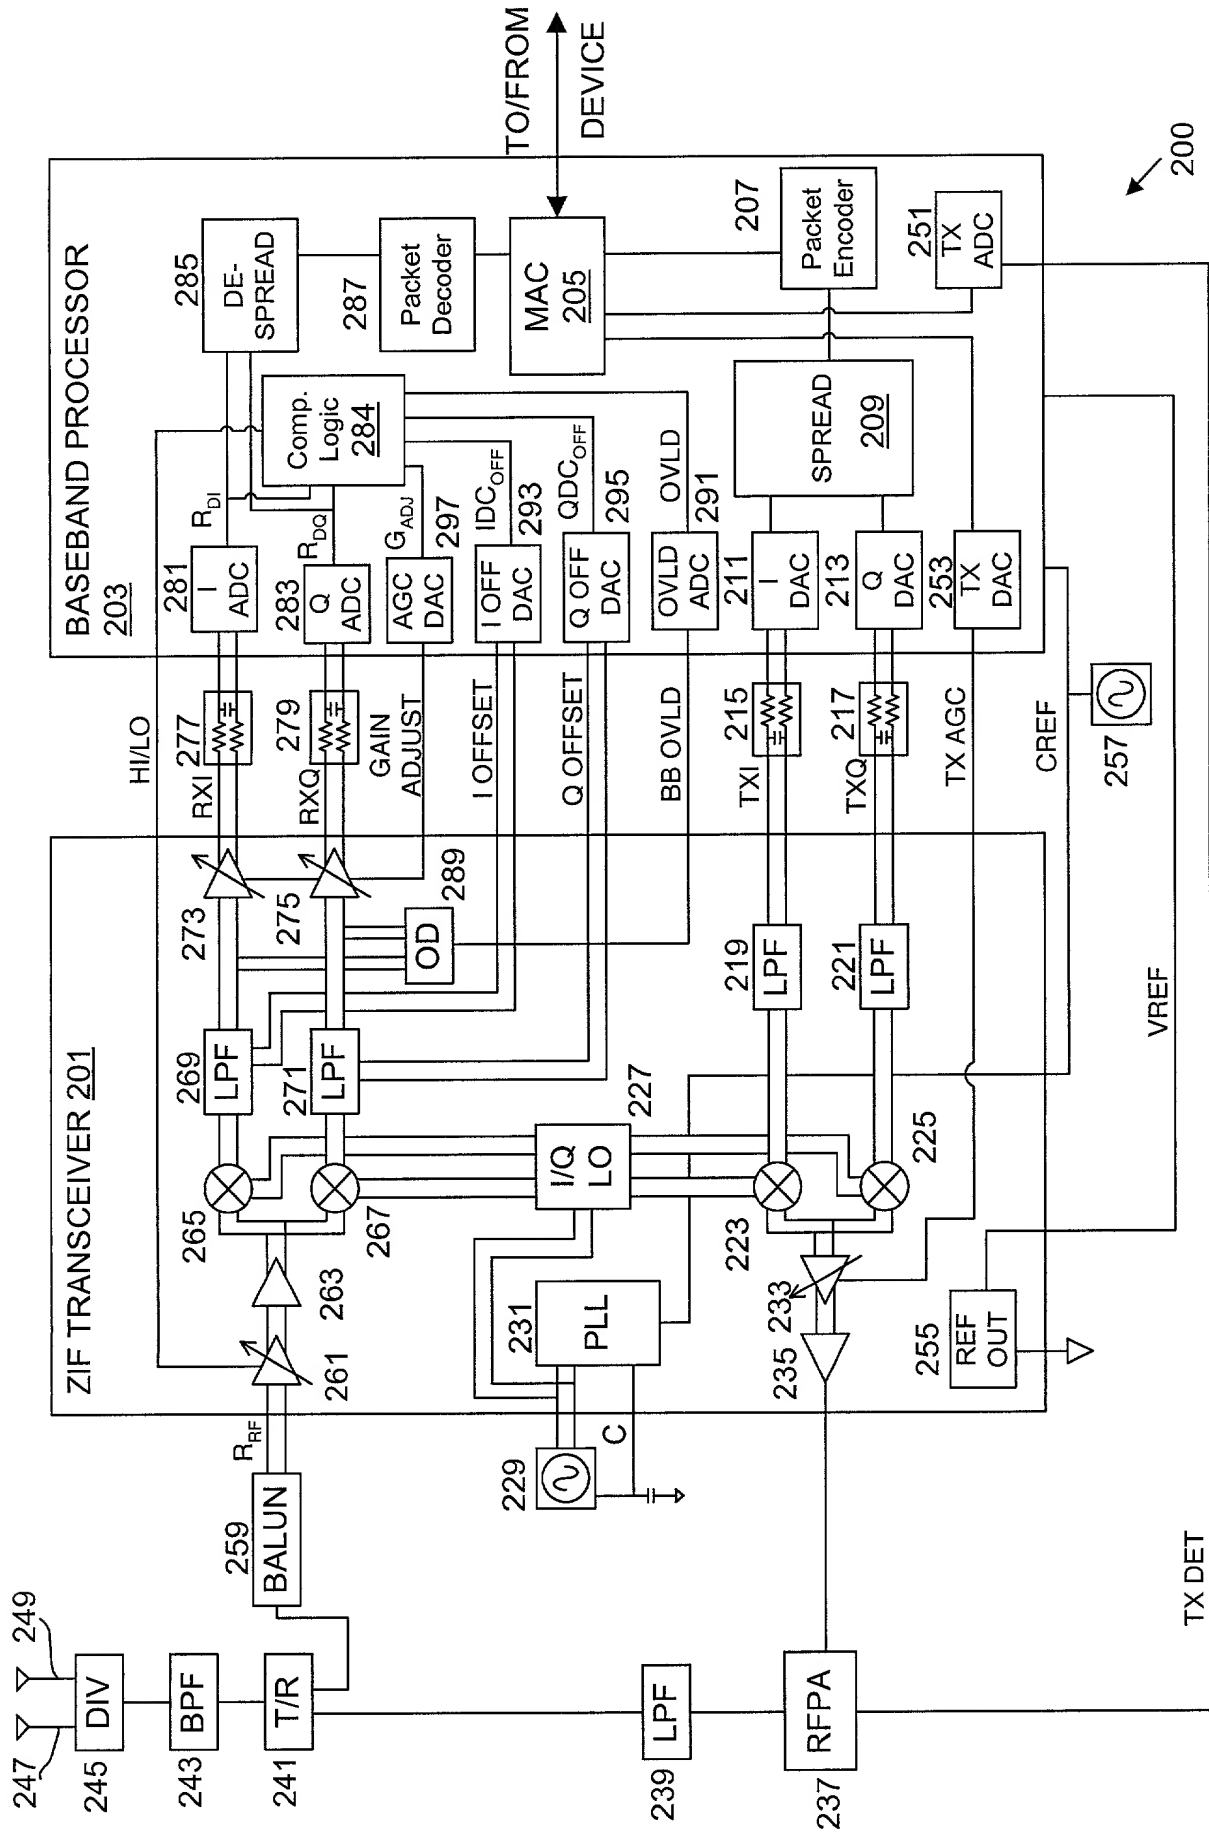 247
249
DIV
245
BPF
243
T/R
241
LPF
239
RFPA
237
TX DET
259
BALUN
R_RF
229
C
ZIF TRANSCEIVER 201
261
263
265
267
269
LPF
271
LPF
273
275
OD
289
231
PLL
I/Q
LO
227
223
225
233
235
219
LPF
221
LPF
255
REF
OUT
VREF
HI/LO
RXI
277
RXQ
279
GAIN
ADJUST
I OFFSET
Q OFFSET
BB OVLD
TXI
215
TXQ
217
TX AGC
CREF
257
BASEBAND PROCESSOR
203
281
I
ADC
R_DI
283
Q
ADC
R_DQ
AGC
DAC
297
G_ADJ
I OFF
DAC
293
IDC_OFF
Q OFF
DAC
295
QDC_OFF
OVLD
ADC
291
OVLD
211
I
DAC
213
Q
DAC
253
TX
DAC
Comp.
Logic
284
285
DE-
SPREAD
287
Packet
Decoder
MAC
205
SPREAD
209
207
Packet
Encoder
251
TX
ADC
TO/FROM
DEVICE
200